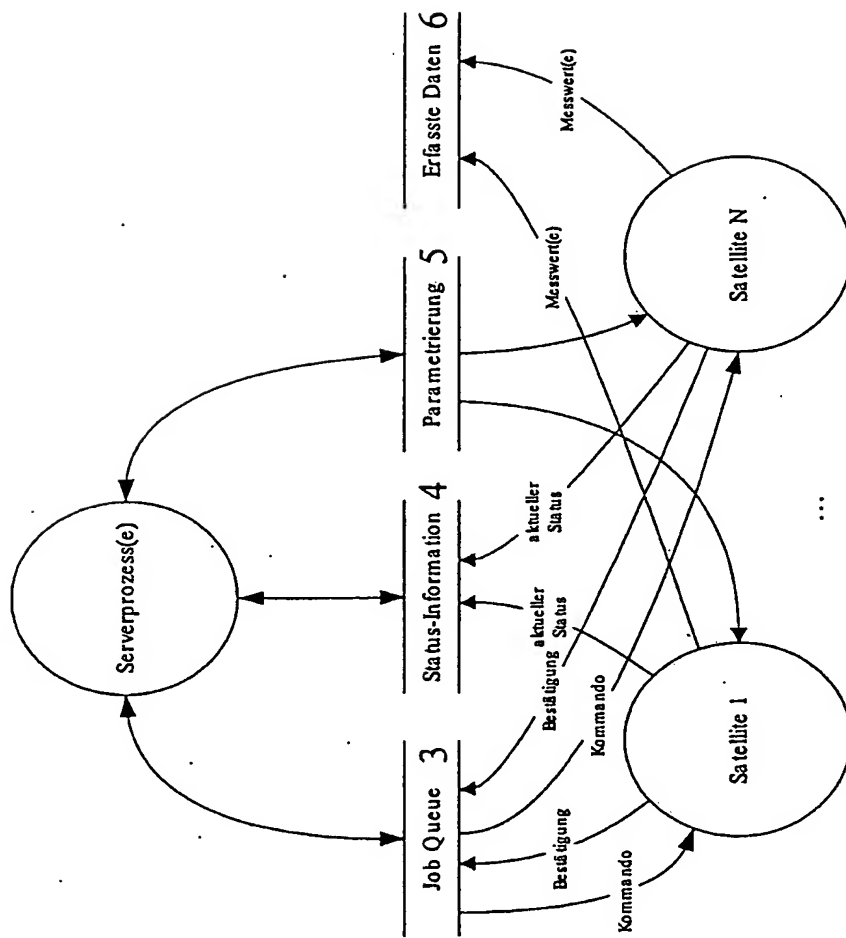 Serverprozess(e)
Job Queue 3
Status-Information 4
Parametrierung 5
Erfasste Daten 6
Kommando
Bestätigung
Bestätigung
Kommando
aktueller
Status
aktueller
Status
Messwert(e)
Messwert(e)
Satellite 1
...
Satellite N